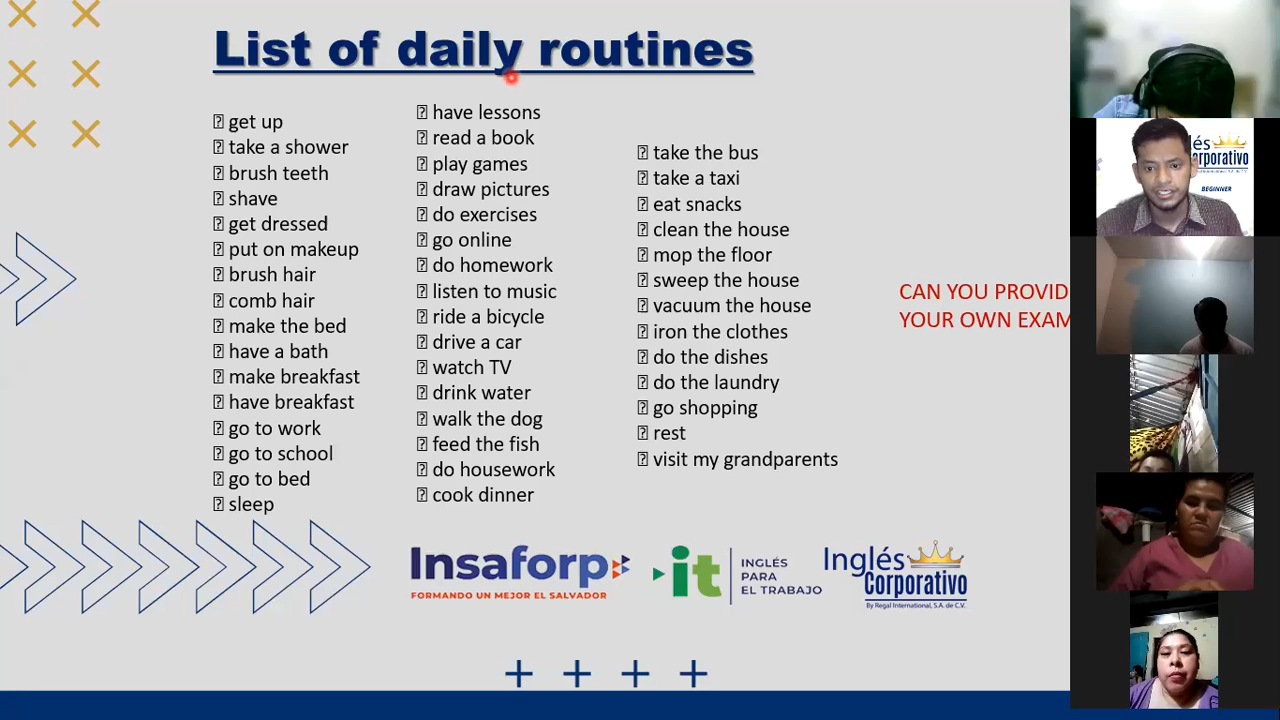 List of daily routines
get up
take a shower
brush teeth
shave
get dressed
put on makeup
brush hair
comb hair
make the bed
have a bath
make breakfast
have breakfast
go to work
go to school
go to bed
sleep
have lessons
read a book
play games
draw pictures
do exercises
go online
do homework
listen to music
ride a bicycle
drive a car
watch TV
drink water
walk the dog
feed the fish
do housework
cook dinner
take the bus
take a taxi
eat snacks
clean the house
mop the floor
sweep the house
vacuum the house
iron the clothes
do the dishes
do the laundry
go shopping
rest
visit my grandparents
CAN YOU PROVID
YOUR OWN EXAM
Insaforp
FORMANDO UN MEJOR EL SALVADOR
it
INGLÉS
PARA
EL TRABAJO
Inglés
Corporativo
By Regal International, S.A. de C.V.
lés
orporativo
BEGINNER